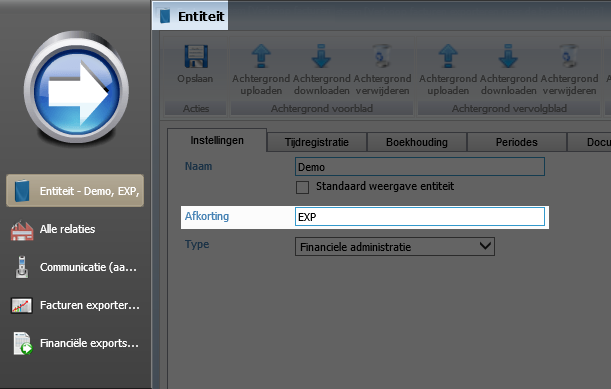 Entiteit
Opslaan
Achtergrond uploaden
Achtergrond downloaden
Achtergrond verwijderen
Achtergrond uploaden
Achtergrond downloaden
Achtergrond verwijderen
Acties
Achtergrond voorblad
Achtergrond vervolgblad
Instellingen
Tijdregistratie
Boekhouding
Periodes
Docu
Naam
Demo
Standaard weergave entiteit
Afkorting
EXP
Type
Financiele administratie
Entiteit - Demo, EXP,
Alle relaties
Communicatie (aa...
Facturen exporter...
Financiële exports...